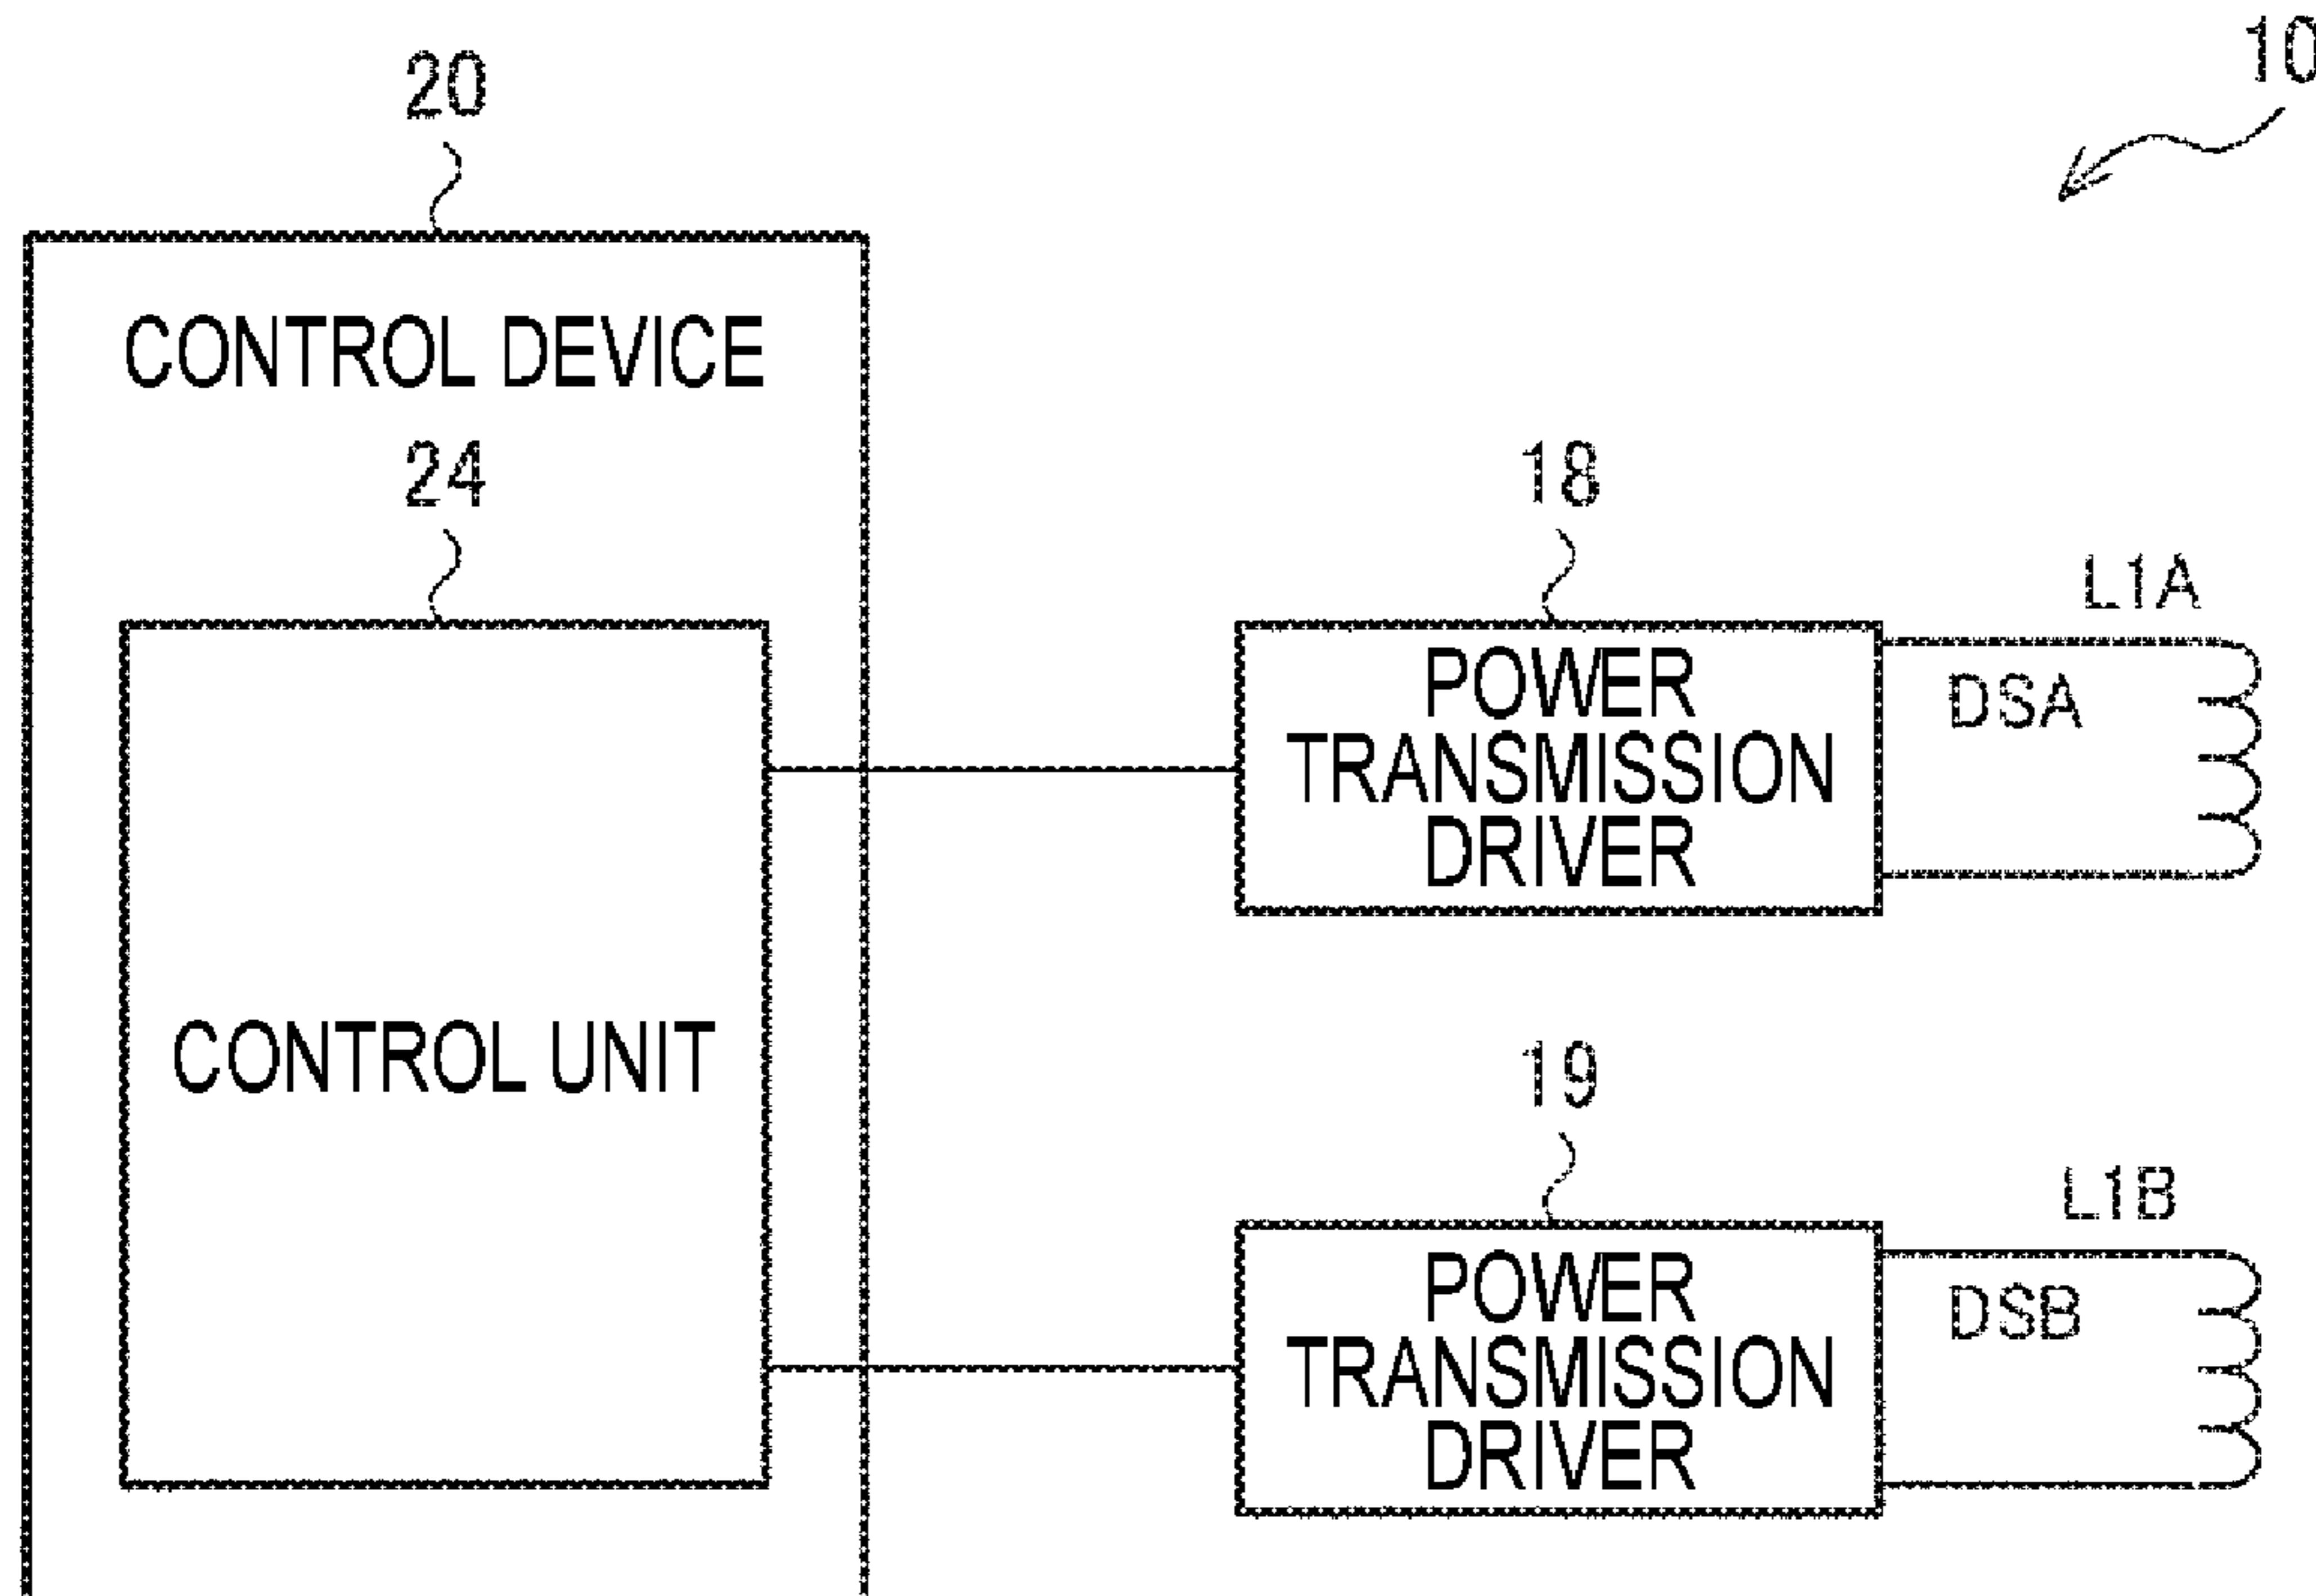 10
20
CONTROL DEVICE
24
18
L1A
POWER
TRANSMISSION
DRIVER
DSA
CONTROL UNIT
19
L1B
POWER
TRANSMISSION
DRIVER
DSB